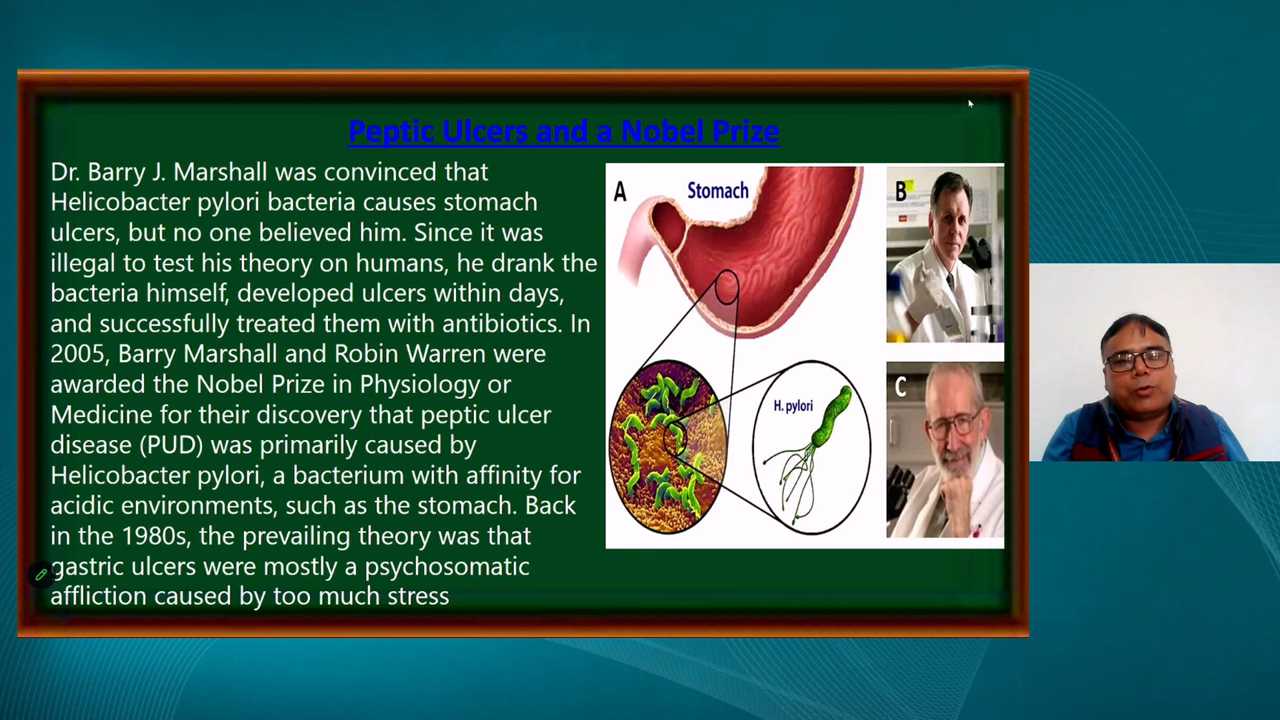 Peptic Ulcers and a Nobel Prize
Dr. Barry J. Marshall was convinced that
Helicobacter pylori bacteria causes stomach
ulcers, but no one believed him. Since it was
illegal to test his theory on humans, he drank the
bacteria himself, developed ulcers within days,
and successfully treated them with antibiotics. In
2005, Barry Marshall and Robin Warren were
awarded the Nobel Prize in Physiology or
Medicine for their discovery that peptic ulcer
disease (PUD) was primarily caused by
Helicobacter pylori, a bacterium with affinity for
acidic environments, such as the stomach. Back
in the 1980s, the prevailing theory was that
gastric ulcers were mostly a psychosomatic
affliction caused by too much stress
A
Stomach
H. pylori
B
C